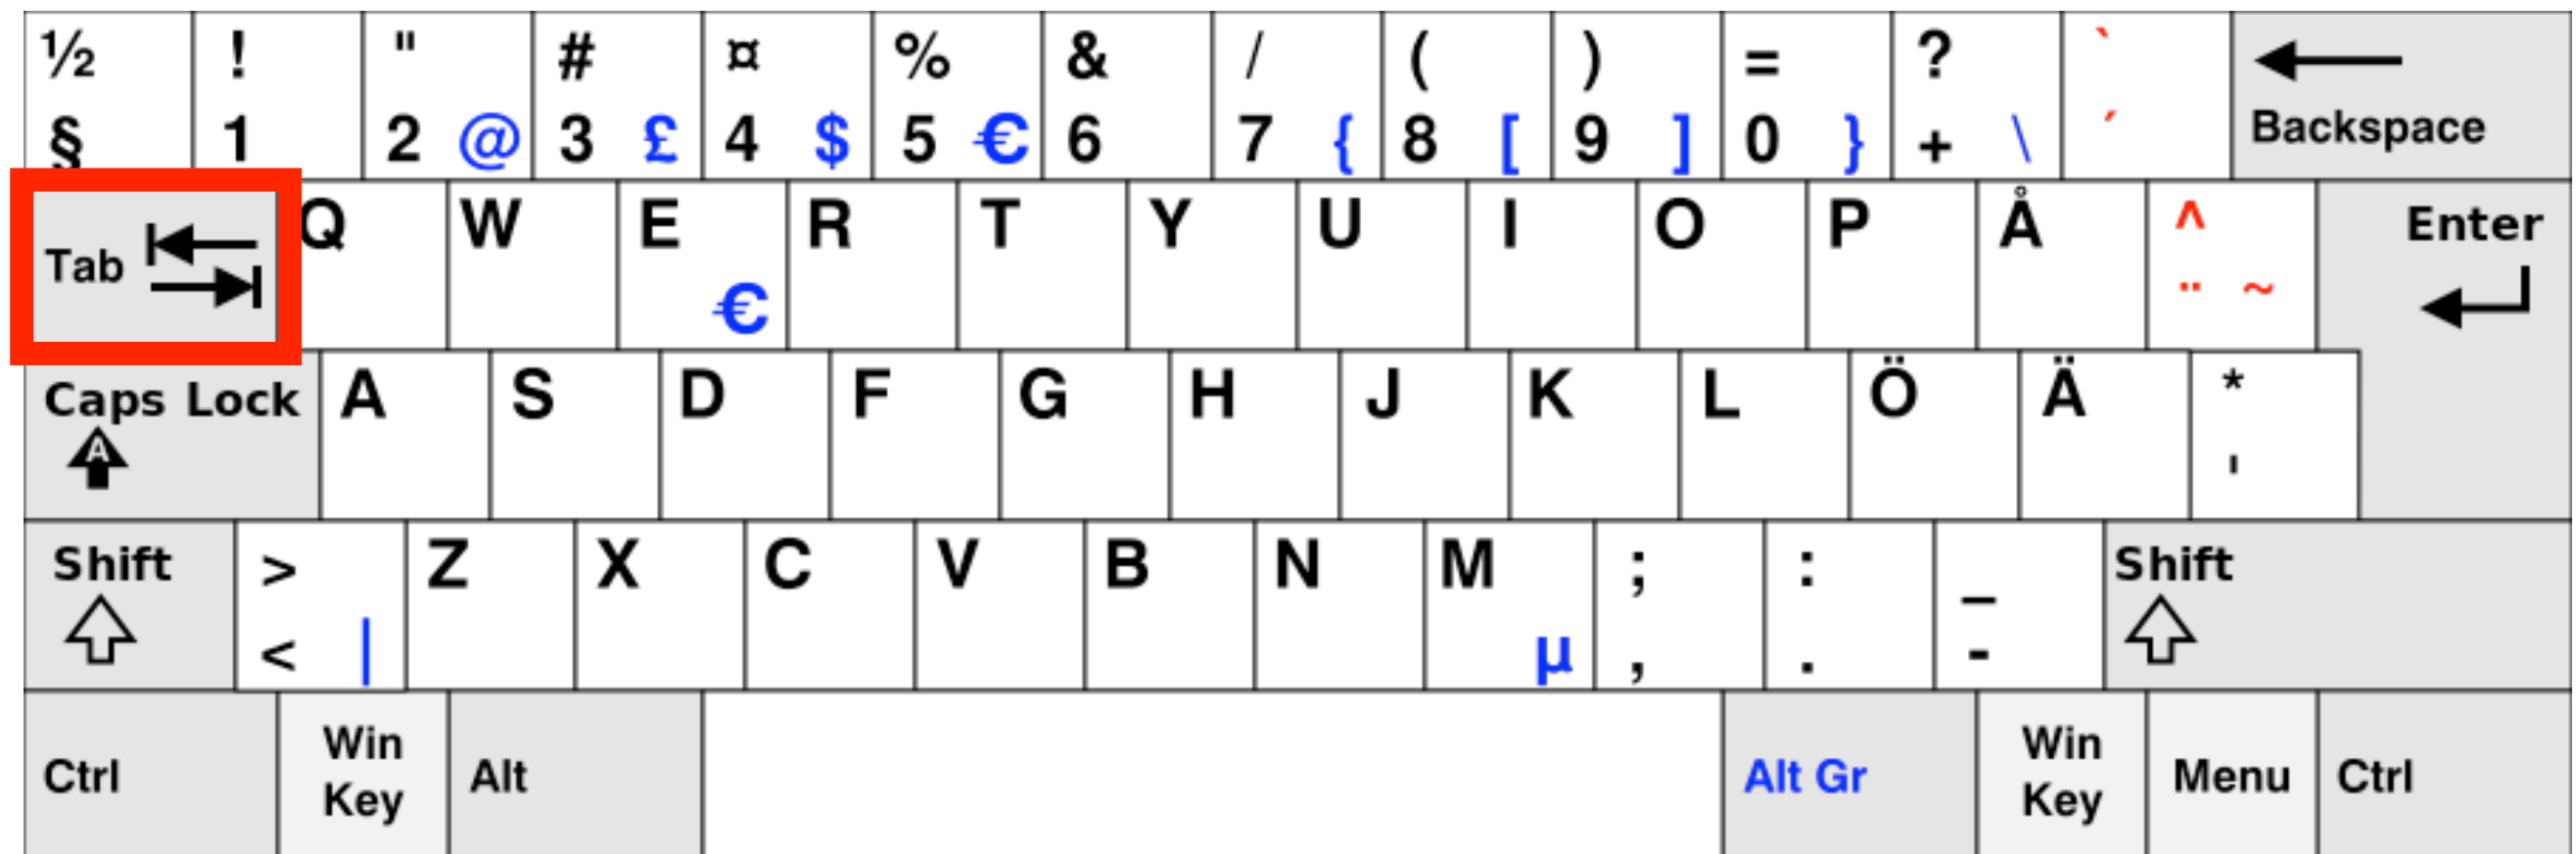 ½ ! " # ¤ % & / ( ) = ? `
§ 1 2 @ 3 £ 4 $ 5 € 6 7 { 8 [ 9 ] 0 } + \ ´ Backspace
Tab Q W E R T Y U I O P Å ^ Enter
€ ¨ ~
Caps Lock A S D F G H J K L Ö Ä *
A '
Shift > Z X C V B N M ; : _ Shift
< | µ , . -
Ctrl Win Key Alt Alt Gr Win Key Menu Ctrl